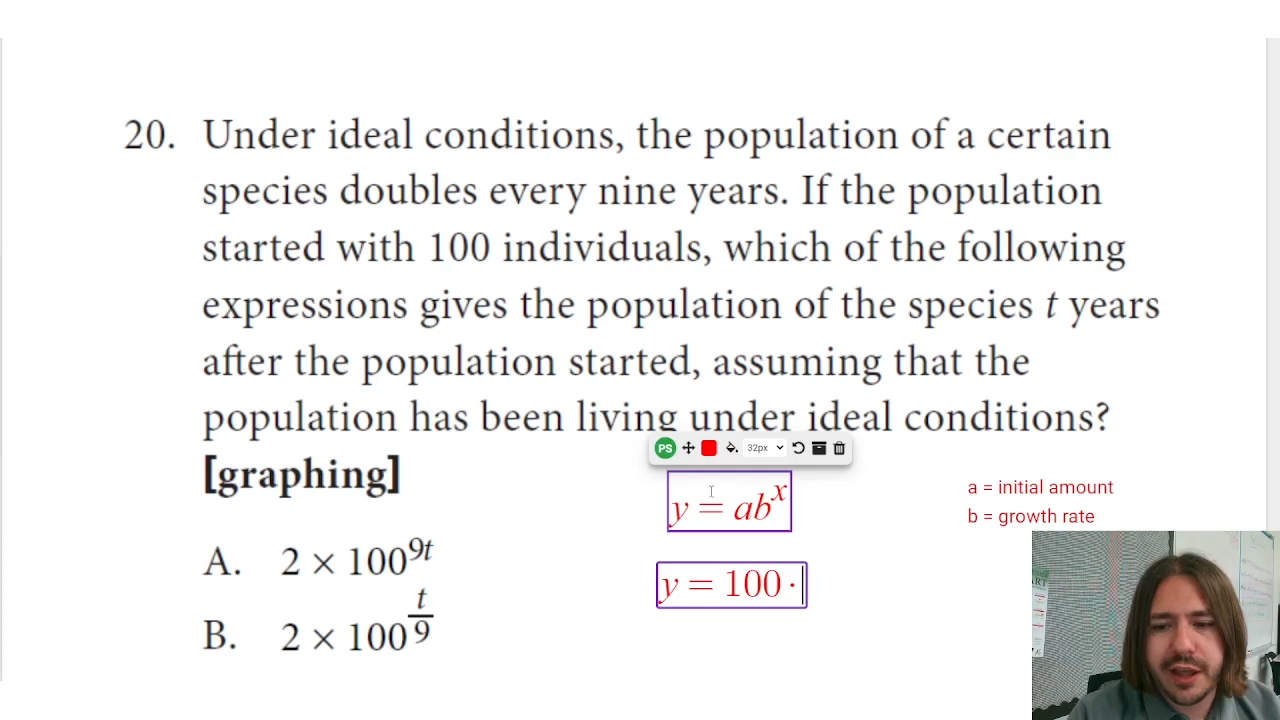 20. Under ideal conditions, the population of a certain
species doubles every nine years. If the population
started with 100 individuals, which of the following
expressions gives the population of the species t years
after the population started, assuming that the
population has been living under ideal conditions?
[graphing]
PS 32px
y = ab^x
a = initial amount
b = growth rate
A. 2 × 100^{9t}
y = 100 ·
B. 2 × 100^{t/9}